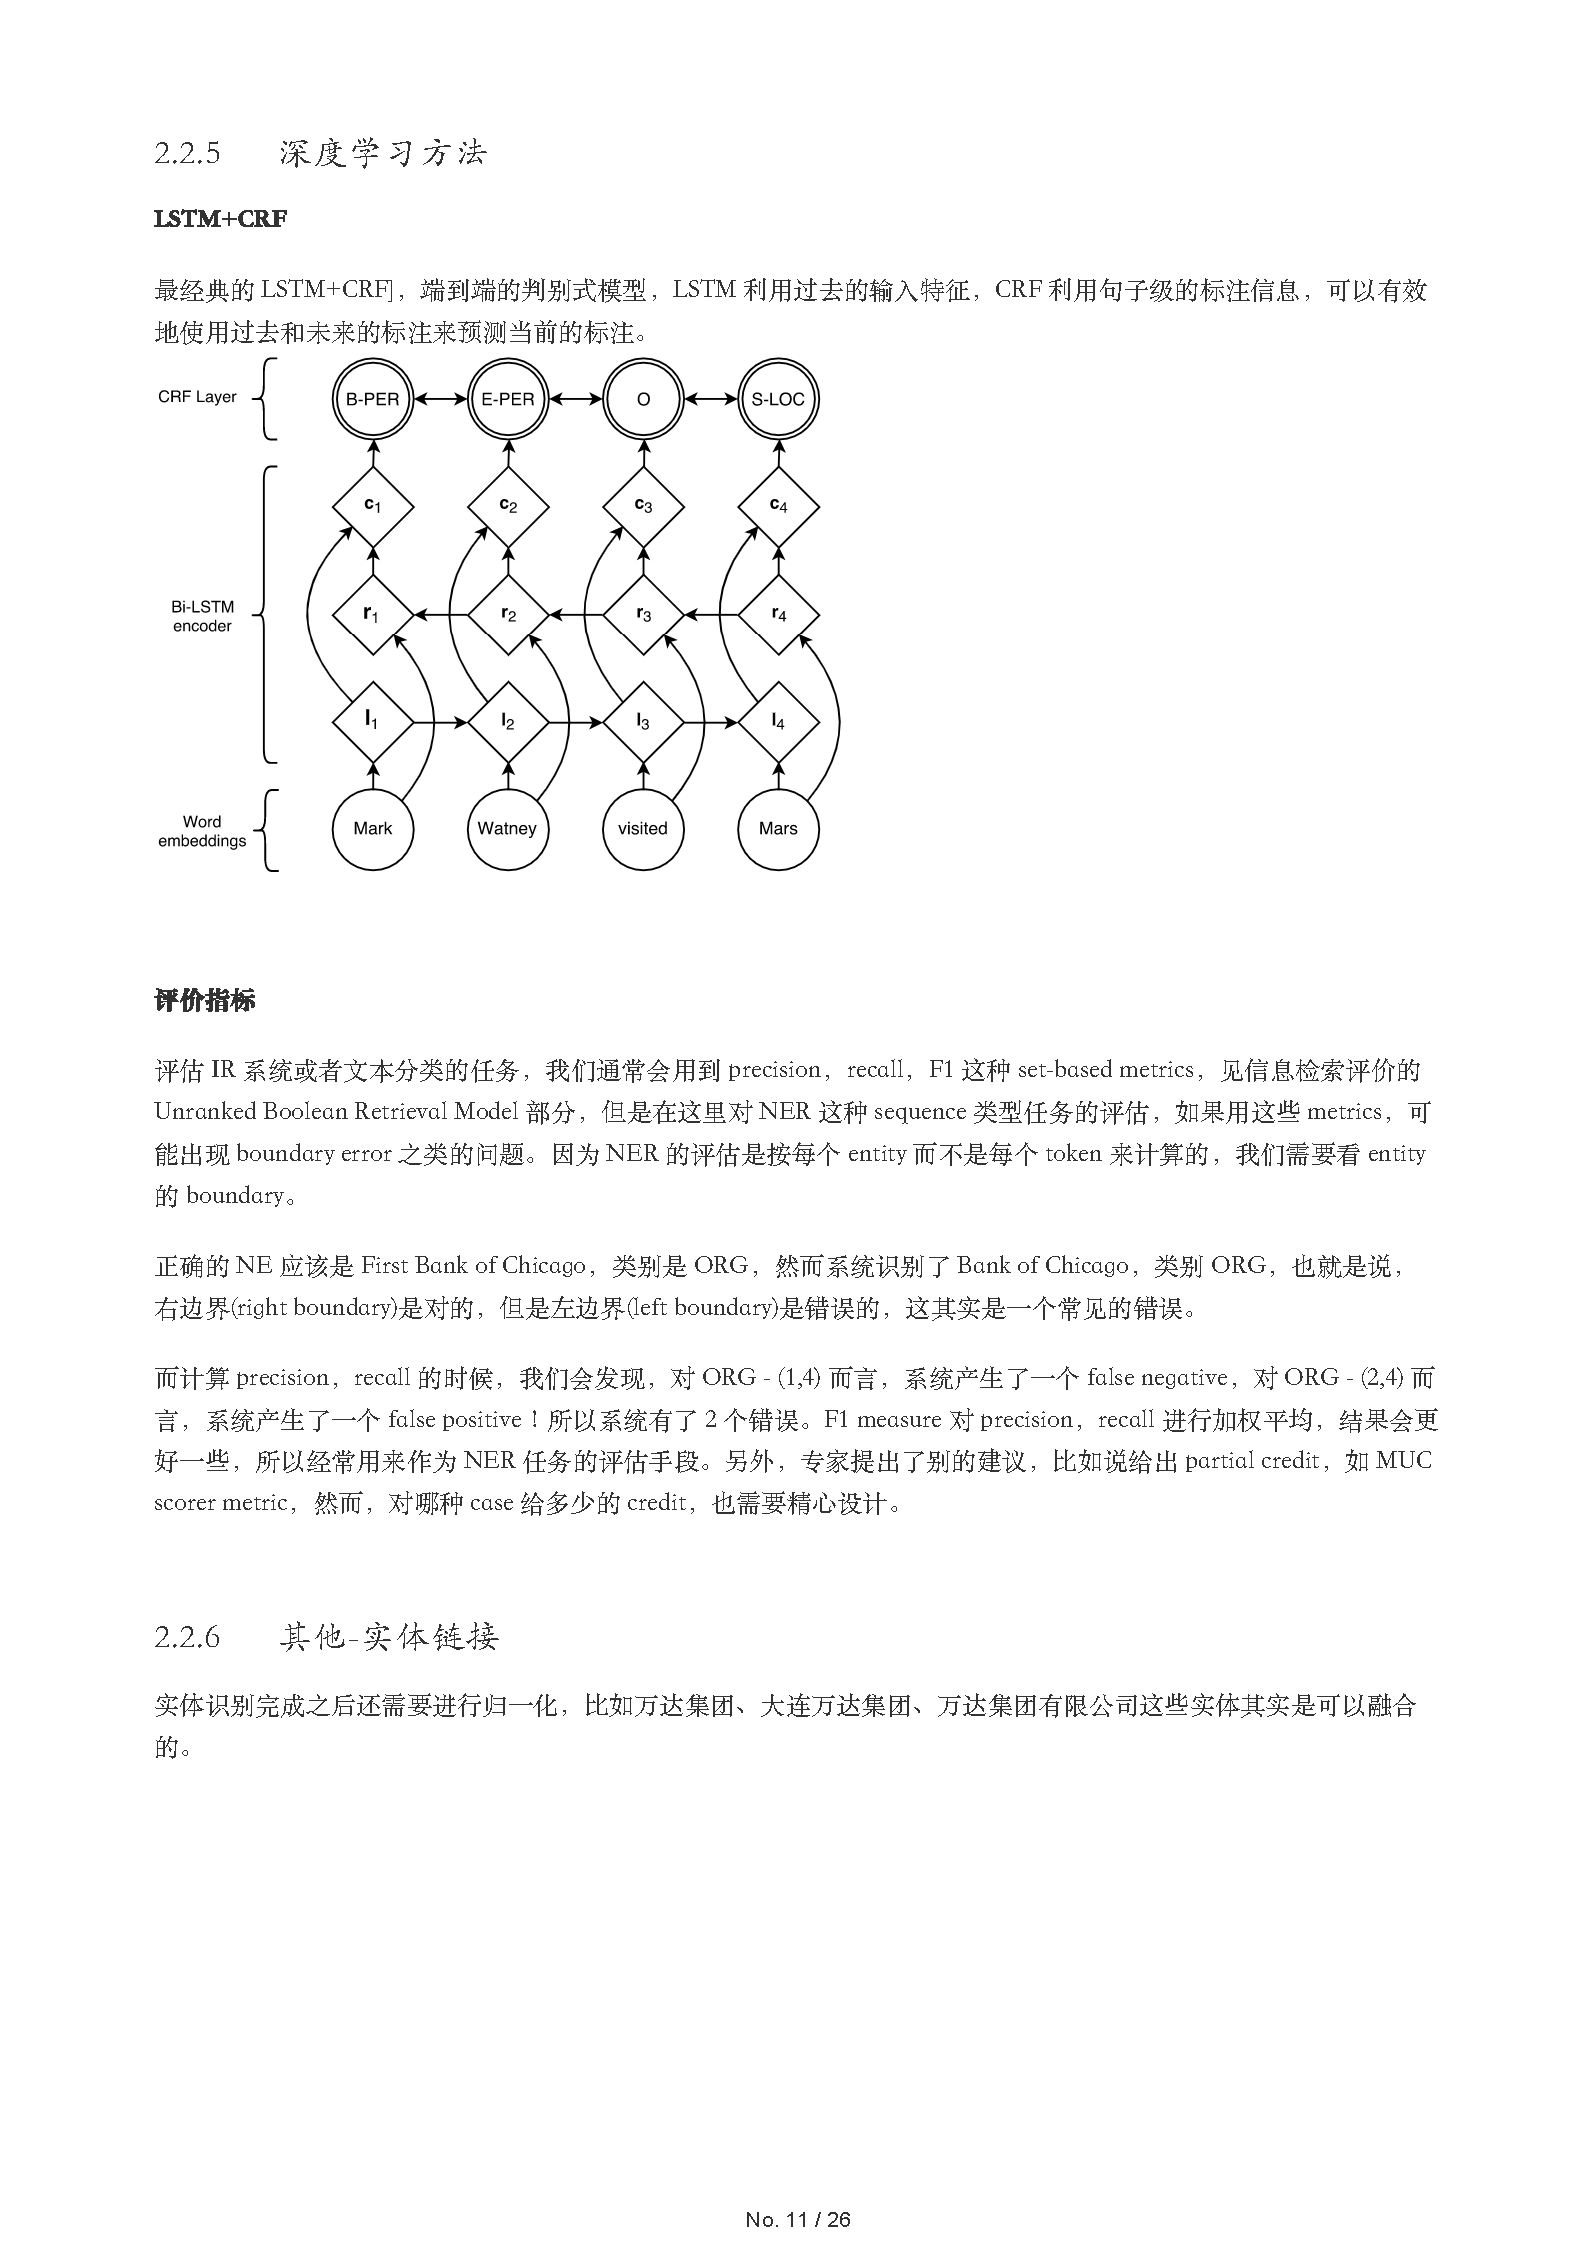 2.2.5 深度学习方法
LSTM+CRF
最经典的 LSTM+CRF]，端到端的判别式模型，LSTM 利用过去的输入特征，CRF 利用句子级的标注信息，可以有效
地使用过去和未来的标注来预测当前的标注。
CRF Layer B-PER E-PER O S-LOC
c1 c2 c3 c4
Bi-LSTM
encoder
r1 r2 r3 r4
l1 l2 l3 l4
Word
embeddings
Mark Watney visited Mars
评价指标
评估 IR 系统或者文本分类的任务，我们通常会用到 precision，recall，F1 这种 set-based metrics，见信息检索评价的
Unranked Boolean Retrieval Model 部分，但是在这里对 NER 这种 sequence 类型任务的评估，如果用这些 metrics，可
能出现 boundary error 之类的问题。因为 NER 的评估是按每个 entity 而不是每个 token 来计算的，我们需要看 entity
的 boundary。
正确的 NE 应该是 First Bank of Chicago，类别是 ORG，然而系统识别了 Bank of Chicago，类别 ORG，也就是说，
右边界(right boundary)是对的，但是左边界(left boundary)是错误的，这其实是一个常见的错误。
而计算 precision，recall 的时候，我们会发现，对 ORG - (1,4) 而言，系统产生了一个 false negative，对 ORG - (2,4) 而
言，系统产生了一个 false positive！所以系统有了 2 个错误。F1 measure 对 precision，recall 进行加权平均，结果会更
好一些，所以经常用来作为 NER 任务的评估手段。另外，专家提出了别的建议，比如说给出 partial credit，如 MUC
scorer metric，然而，对哪种 case 给多少的 credit，也需要精心设计。
2.2.6 其他-实体链接
实体识别完成之后还需要进行归一化，比如万达集团、大连万达集团、万达集团有限公司这些实体其实是可以融合
的。
No. 11 / 26